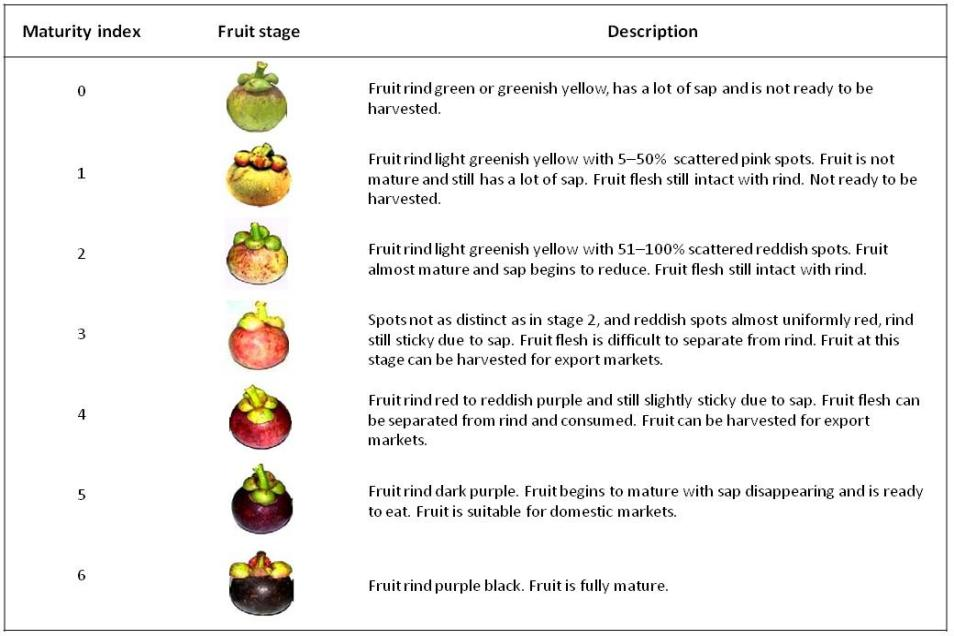 Maturity index Fruit stage Description
0 Fruit rind green or greenish yellow, has a lot of sap and is not ready to be
harvested.
1 Fruit rind light greenish yellow with 5–50% scattered pink spots. Fruit is not
mature and still has a lot of sap. Fruit flesh still intact with rind. Not ready to be
harvested.
2 Fruit rind light greenish yellow with 51–100% scattered reddish spots. Fruit
almost mature and sap begins to reduce. Fruit flesh still intact with rind.
3 Spots not as distinct as in stage 2, and reddish spots almost uniformly red, rind
still sticky due to sap. Fruit flesh is difficult to separate from rind. Fruit at this
stage can be harvested for export markets.
4 Fruit rind red to reddish purple and still slightly sticky due to sap. Fruit flesh can
be separated from rind and consumed. Fruit can be harvested for export
markets.
5 Fruit rind dark purple. Fruit begins to mature with sap disappearing and is ready
to eat. Fruit is suitable for domestic markets.
6 Fruit rind purple black. Fruit is fully mature.